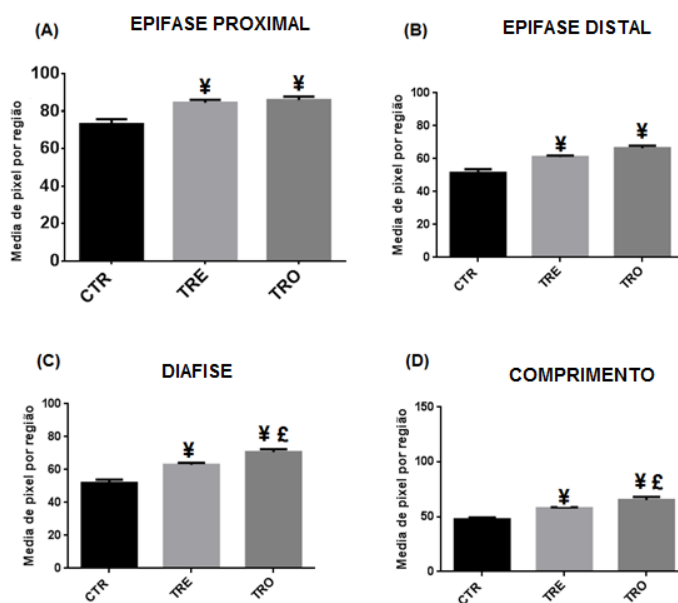 (A)
EPIFASE PROXIMAL
Media de pixel por região
100
80
60
40
20
0
¥
¥
CTR
TRE
TRO
(B)
EPIFASE DISTAL
Media de pixel por região
100
80
60
40
20
0
¥
¥
CTR
TRE
TRO
(C)
DIAFISE
Media de pixel por região
100
80
60
40
20
0
¥
¥ £
CTR
TRE
TRO
(D)
COMPRIMENTO
Media de pixel por região
150
100
50
0
¥
¥ £
CTR
TRE
TRO